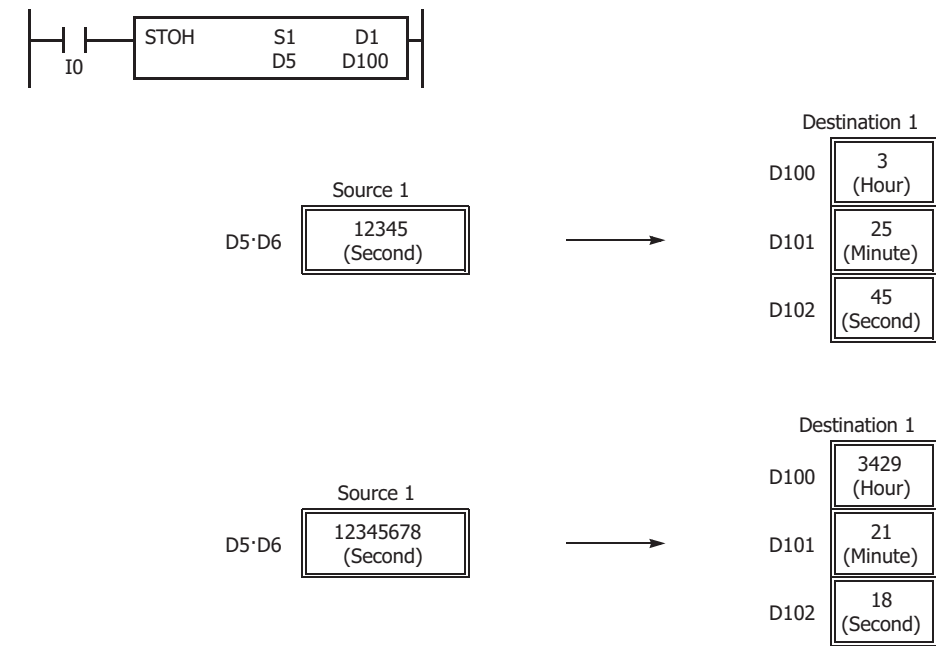 STOH S1 D1
D5 D100
I0
Destination 1
D100 3
(Hour)
Source 1
D5·D6 12345
(Second)
D101 25
(Minute)
D102 45
(Second)
Destination 1
D100 3429
(Hour)
Source 1
D5·D6 12345678
(Second)
D101 21
(Minute)
D102 18
(Second)